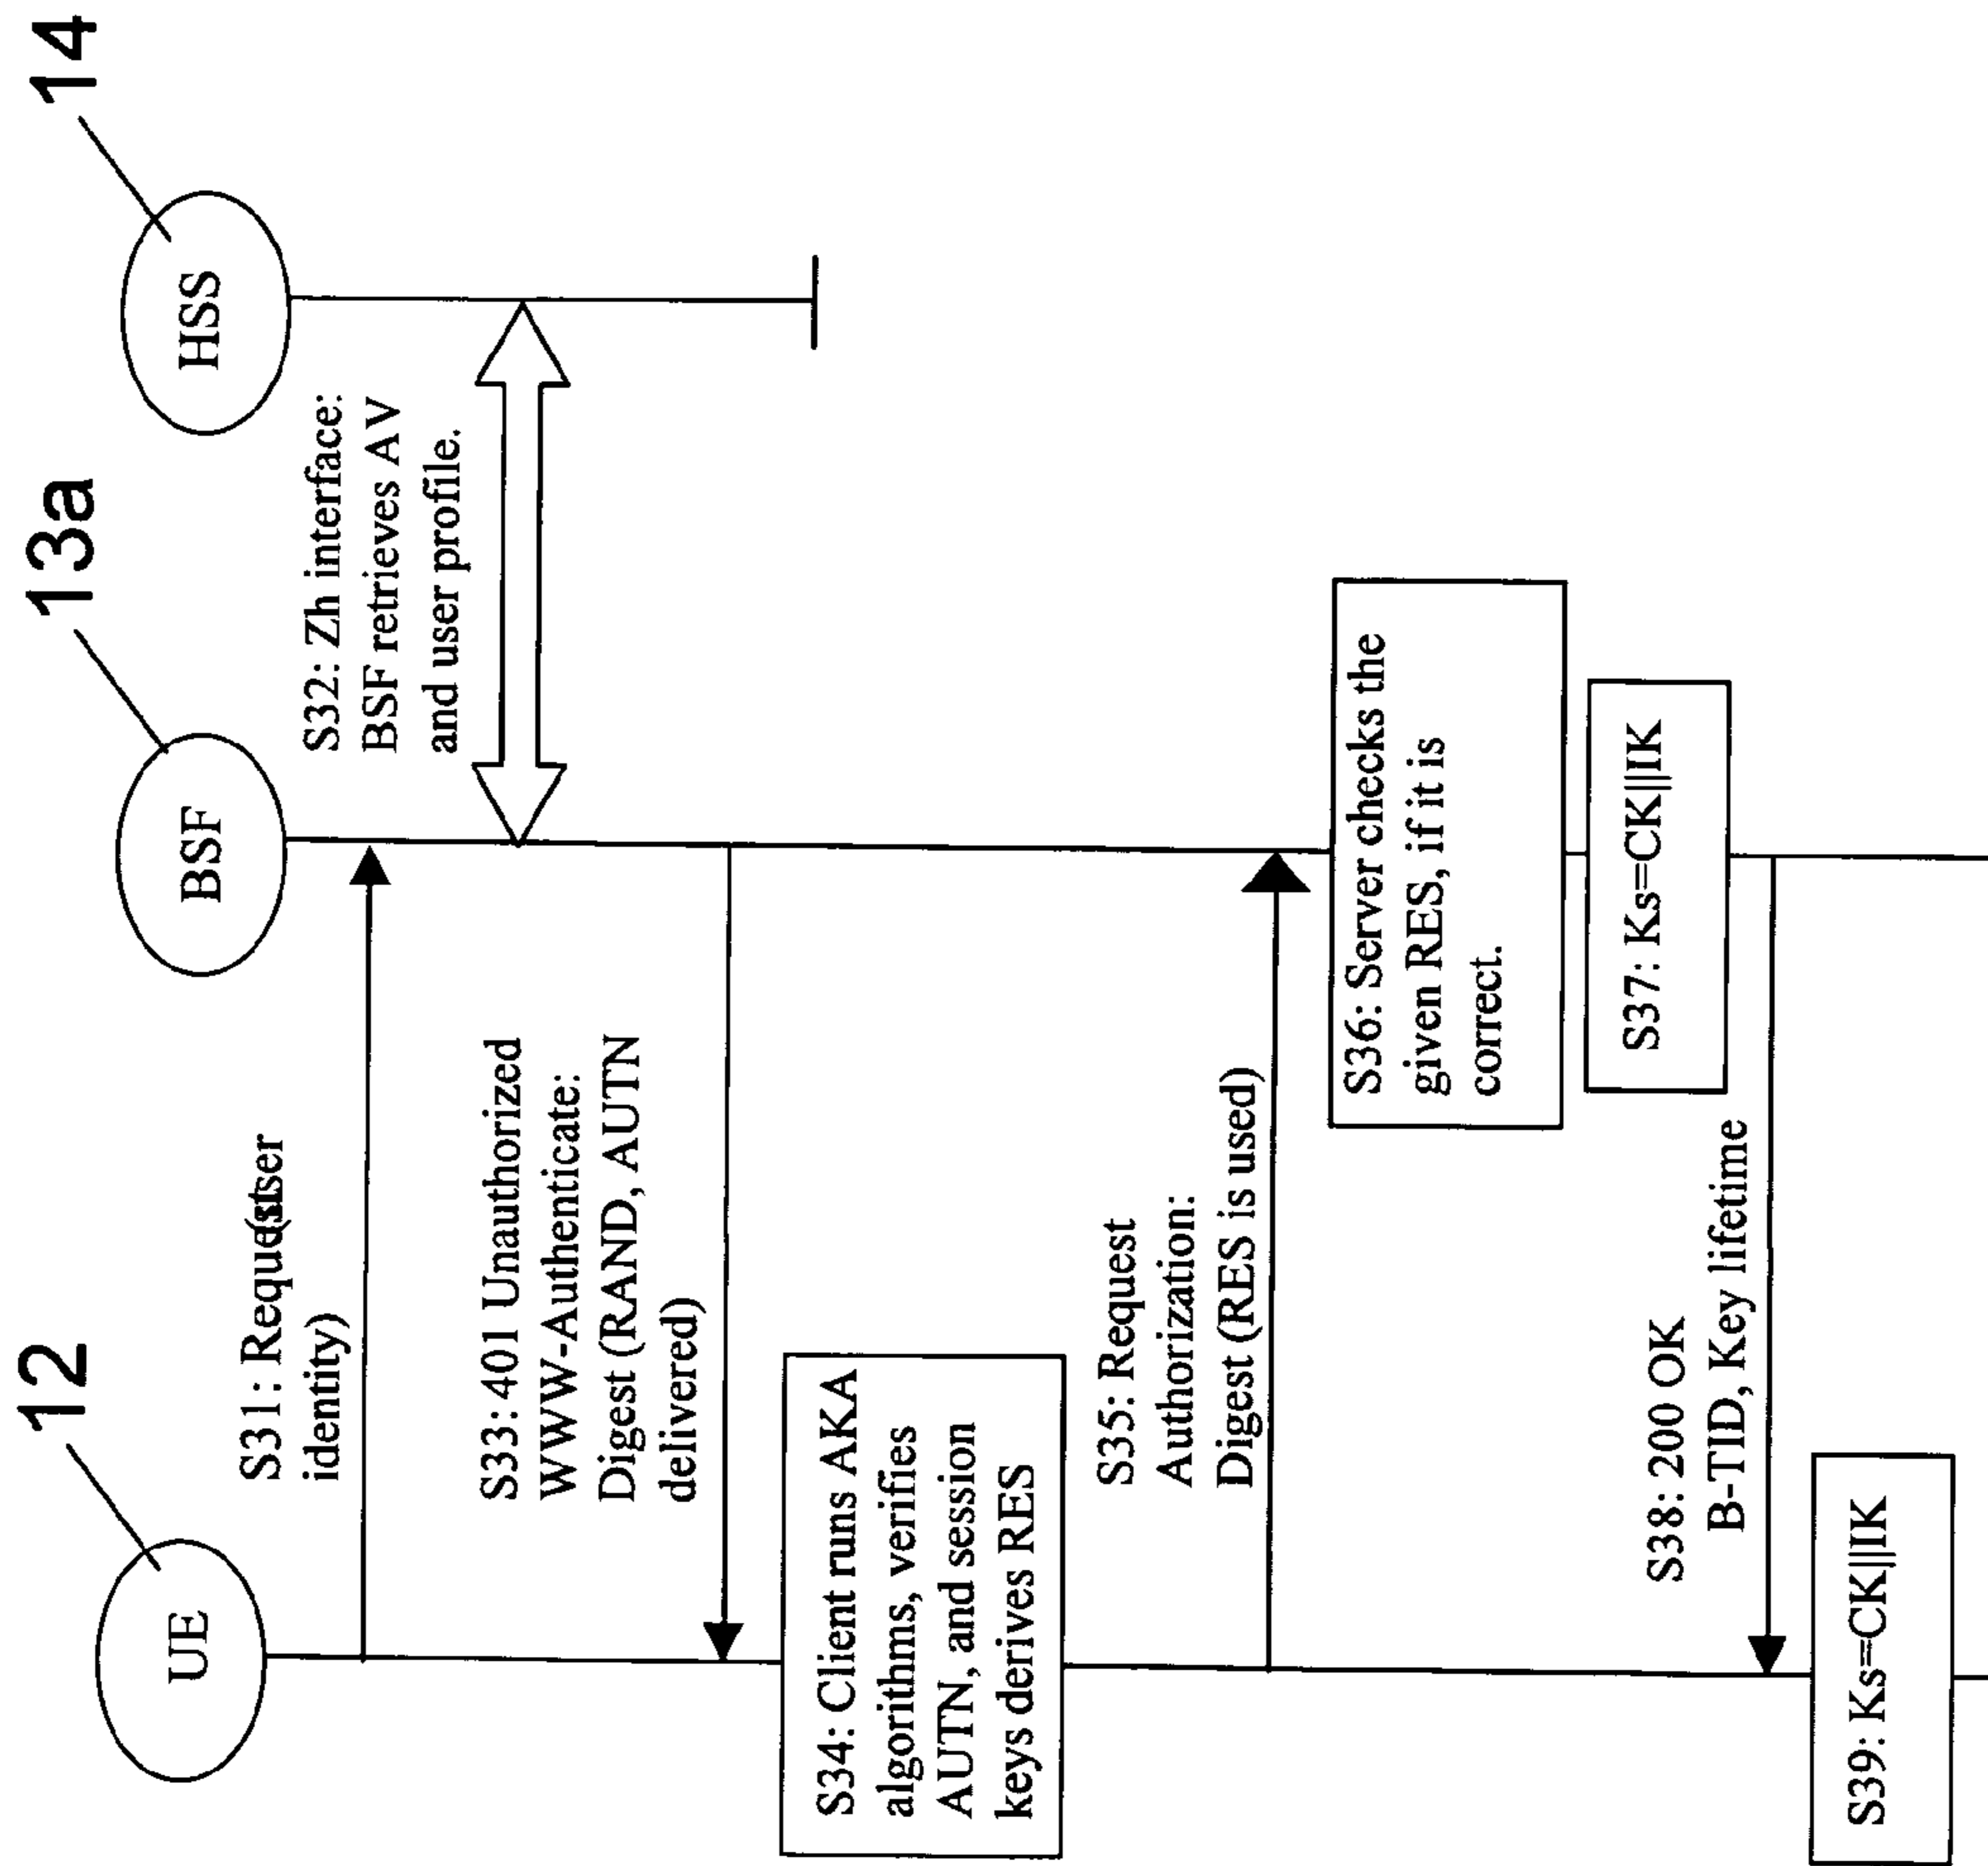 12
13a
14
UE
BSF
HSS
S31: Request(user
identity)
S32: Zh interface:
BSF retrieves AV
and user profile.
S33: 401 Unauthorized
WWW-Authenticate:
Digest (RAND, AUTN
delivered)
S34: Client runs AKA
algorithms, verifies
AUTN, and session
keys derives RES
S35: Request
Authorization:
Digest (RES is used)
S36: Server checks the
given RES, if it is
correct.
S37: Ks=CK||IK
S38: 200 OK
B-TID, Key lifetime
S39: Ks=CK||IK